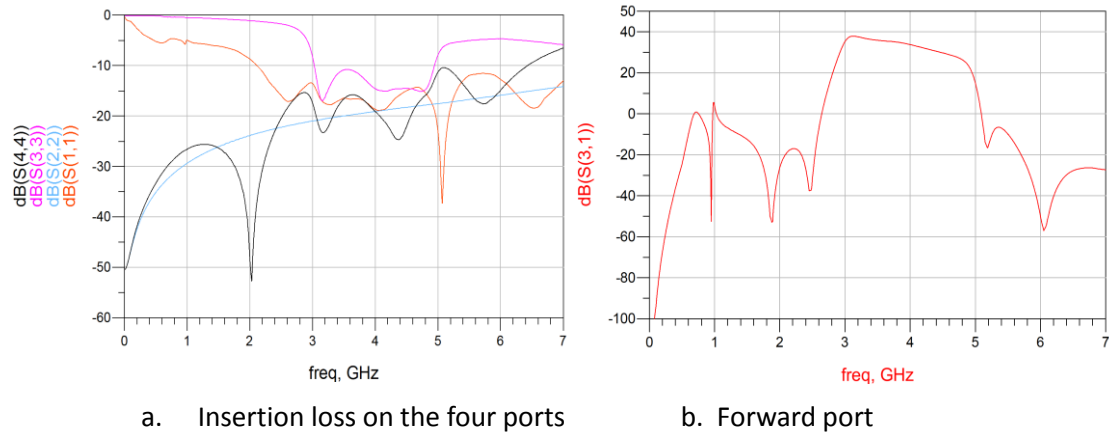 dB(S(4,4))
dB(S(3,3))
dB(S(2,2))
dB(S(1,1))
0
-10
-20
-30
-40
-50
-60
0 1 2 3 4 5 6 7
freq, GHz
dB(S(3,1))
50
40
20
0
-20
-40
-60
-80
-100
0 1 2 3 4 5 6 7
freq, GHz
a. Insertion loss on the four ports
b. Forward port